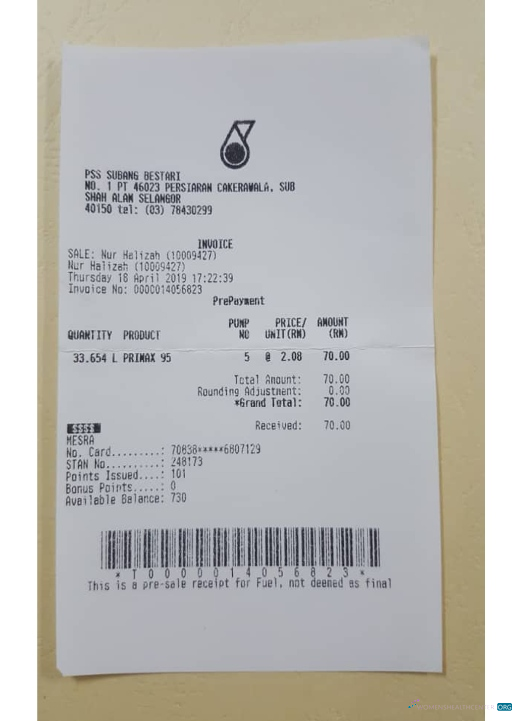 PSS SUBANG BESTARI
NO. 1 PT 46023 PERSIARAN CAKERAWALA, SUB
SHAH ALAM SELANGOR
40150 tel: (03) 78430299
INVOICE
SALE: Nur Halizah (10009427)
Nur Halizah (10009427)
Thursday 18 April 2019 17:22:39
Invoice No: 0000014056823
PrePayment
QUANTITY PRODUCT PUMP NO PRICE/ UNIT(RM) AMOUNT (RM)
33.654 L PRIMAX 95 5 @ 2.08 70.00
Total Amount: 70.00
Rounding Adjustment: 0.00
*Grand Total: 70.00
Received: 70.00
$$$$
MESRA
No. Card.........: 70838*****6807129
STAN No..........: 248173
Points Issued....: 101
Bonus Points.....: 0
Available Balance: 730
* T 0 0 0 0 0 1 4 0 5 6 8 2 3 *
This is a pre-sale receipt for Fuel, not deemed as final
ORG